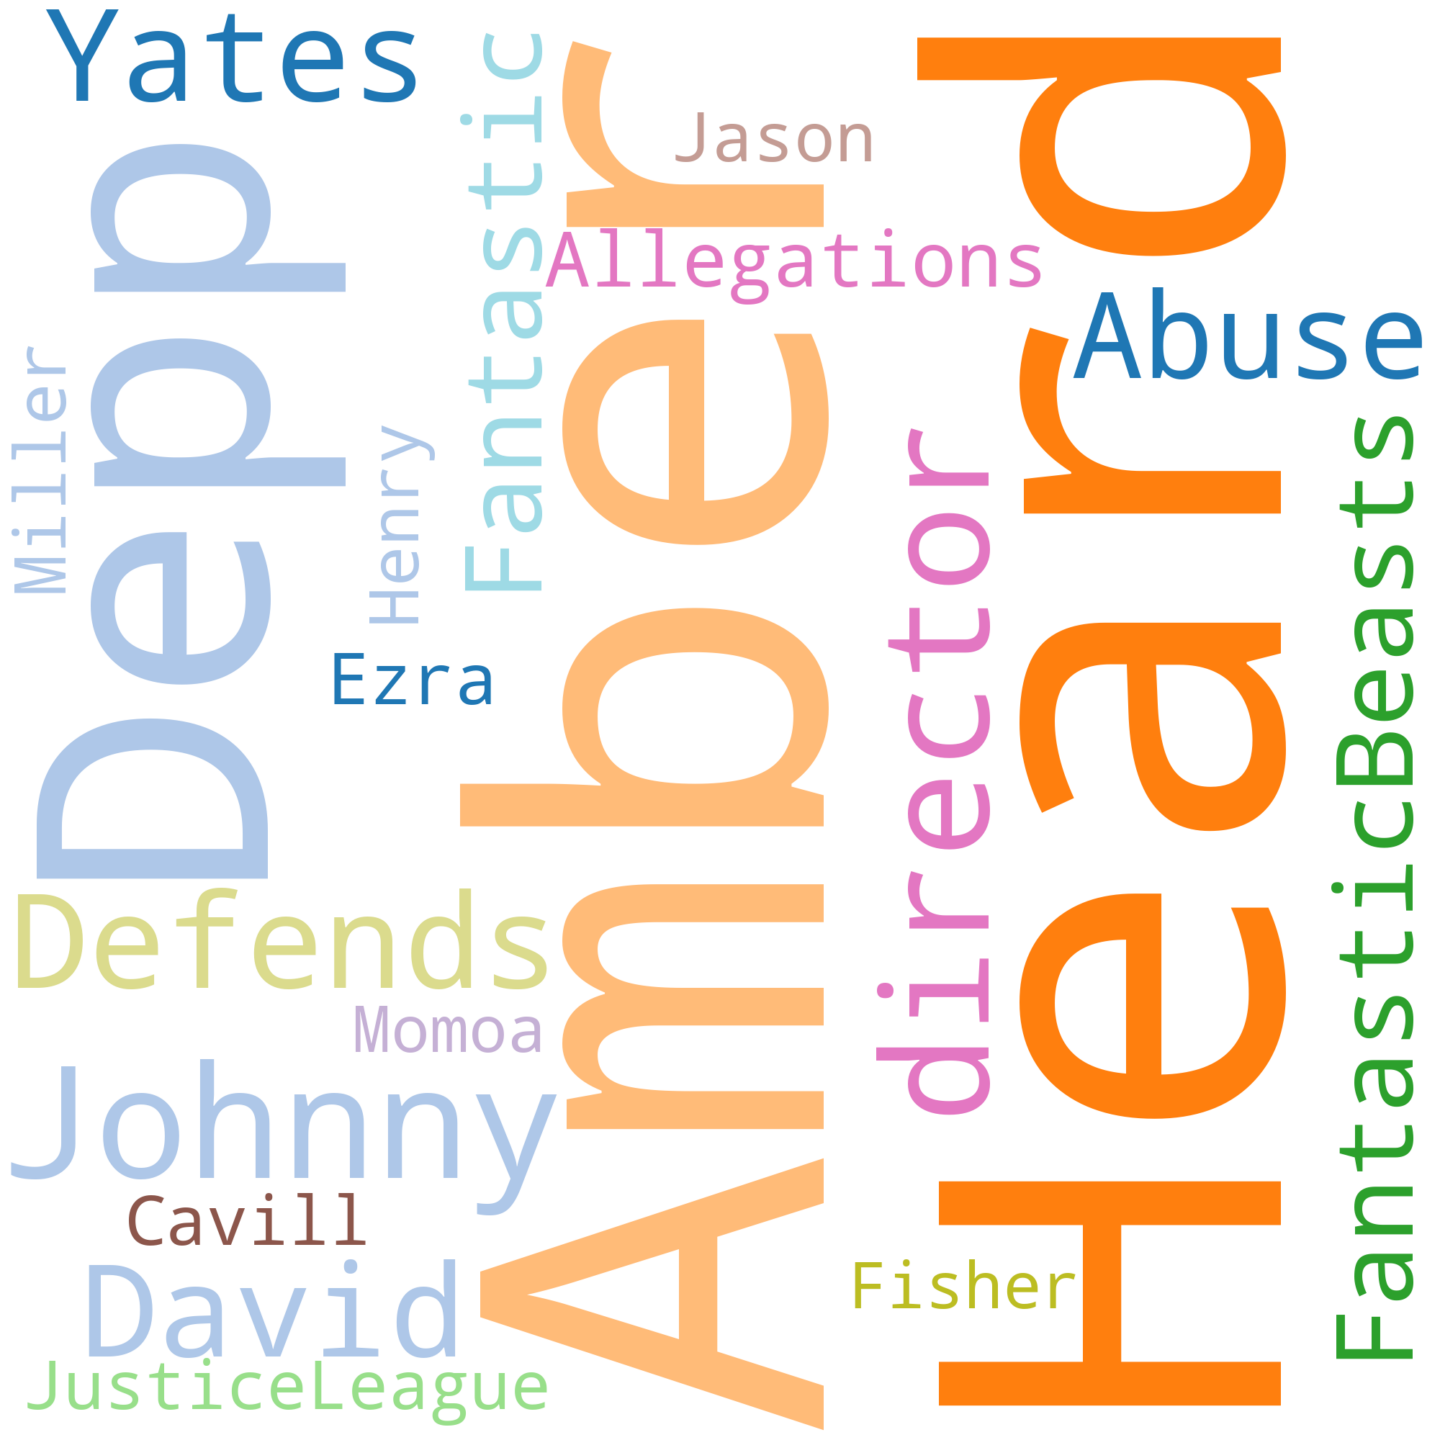 Yates
Fantastic
Jason
Heard
Depp
Amber
Allegations
Abuse
Miller
Henry
director
FantasticBeasts
Ezra
Defends
Momoa
Johnny
Cavill
David
Fisher
JusticeLeague